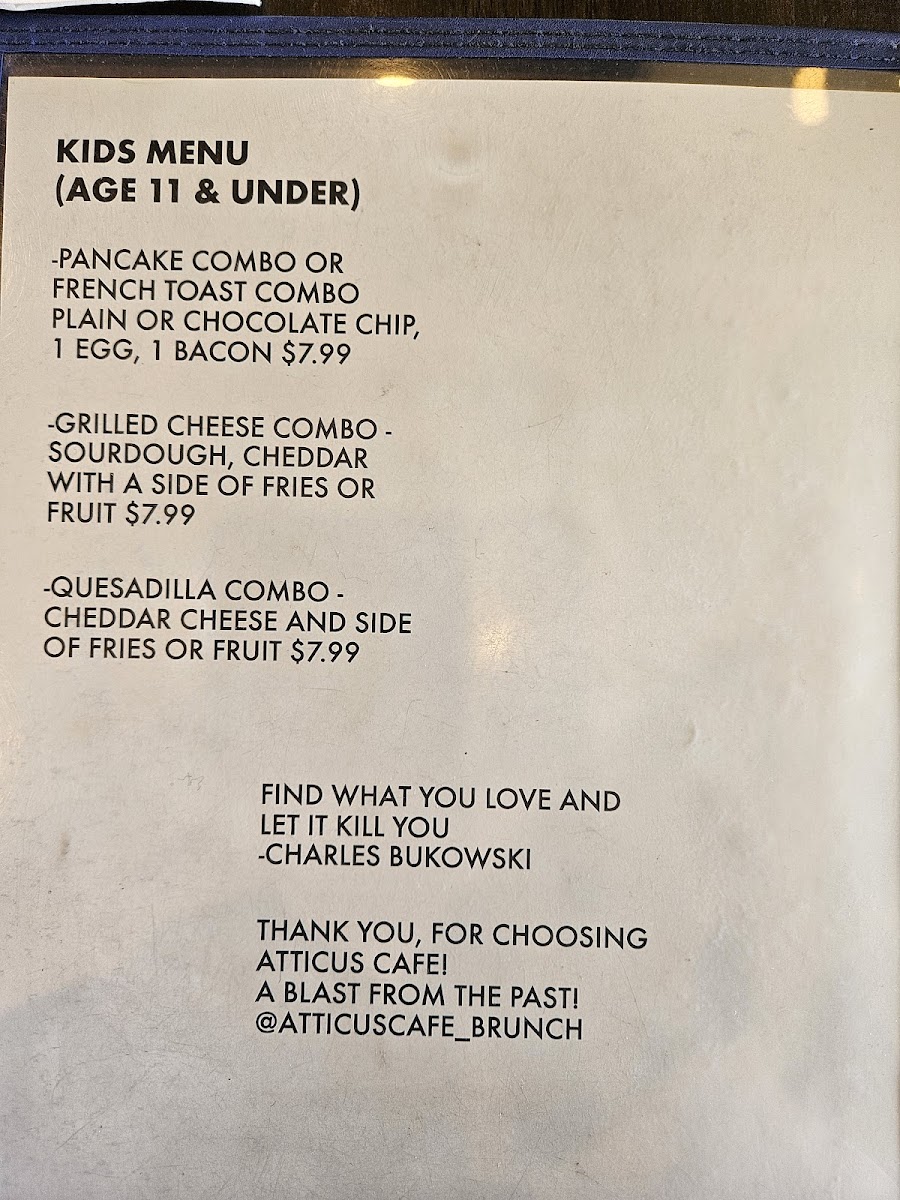 KIDS MENU
(AGE 11 & UNDER)
-PANCAKE COMBO OR
FRENCH TOAST COMBO
PLAIN OR CHOCOLATE CHIP,
1 EGG, 1 BACON $7.99
-GRILLED CHEESE COMBO -
SOURDOUGH, CHEDDAR
WITH A SIDE OF FRIES OR
FRUIT $7.99
-QUESADILLA COMBO -
CHEDDAR CHEESE AND SIDE
OF FRIES OR FRUIT $7.99
FIND WHAT YOU LOVE AND
LET IT KILL YOU
-CHARLES BUKOWSKI
THANK YOU, FOR CHOOSING
ATTICUS CAFE!
A BLAST FROM THE PAST!
@ATTICUSCAFE_BRUNCH